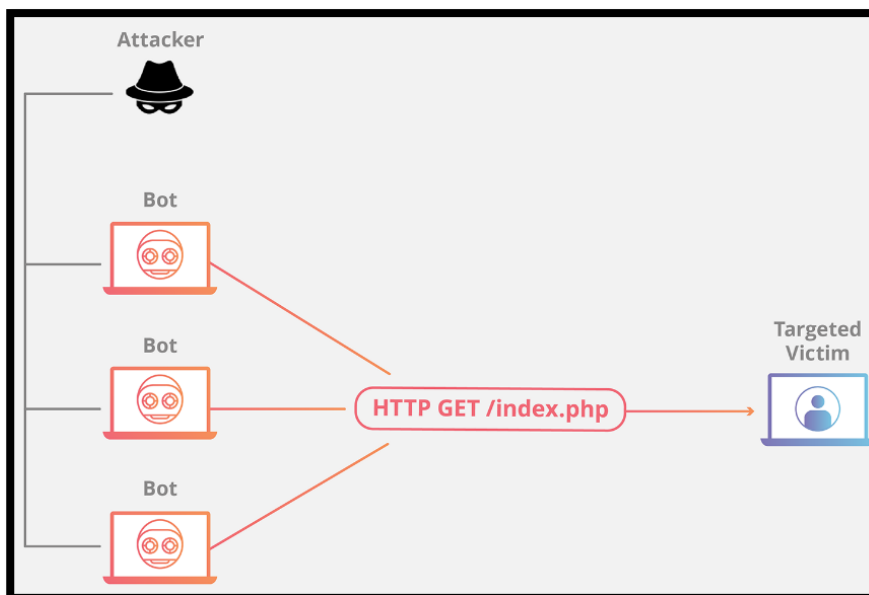 Attacker
Bot
Bot
HTTP GET /index.php
Targeted
Victim
Bot